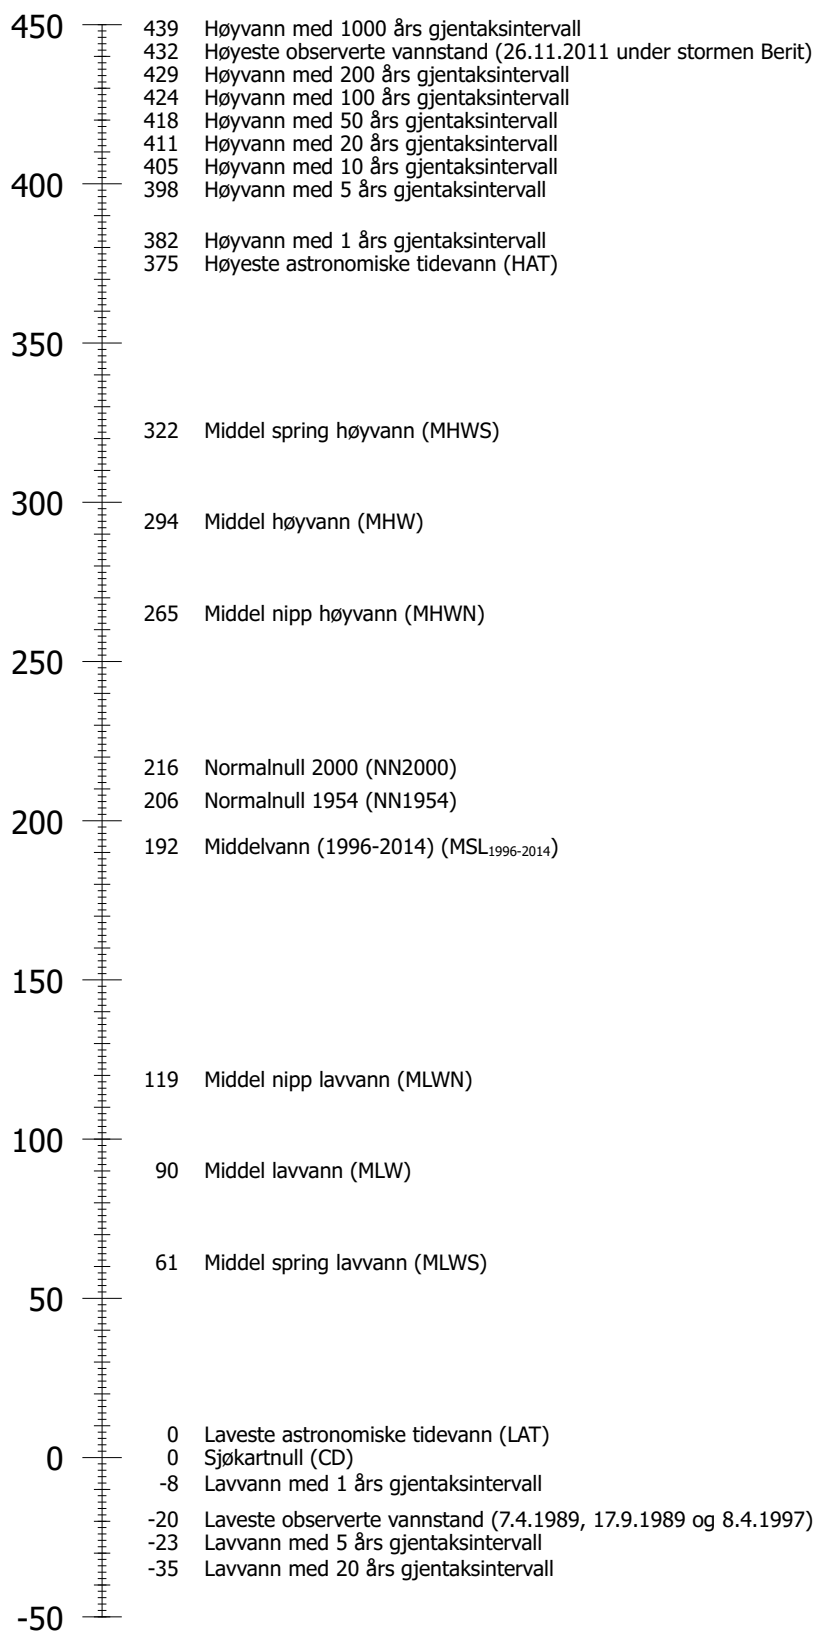 450
439 Høyvann med 1000 års gjentaksintervall
432 Høyeste observerte vannstand (26.11.2011 under stormen Berit)
429 Høyvann med 200 års gjentaksintervall
424 Høyvann med 100 års gjentaksintervall
418 Høyvann med 50 års gjentaksintervall
411 Høyvann med 20 års gjentaksintervall
405 Høyvann med 10 års gjentaksintervall
400
398 Høyvann med 5 års gjentaksintervall
382 Høyvann med 1 års gjentaksintervall
375 Høyeste astronomiske tidevann (HAT)
350
322 Middel spring høyvann (MHWS)
300
294 Middel høyvann (MHW)
265 Middel nipp høyvann (MHWN)
250
216 Normalnull 2000 (NN2000)
206 Normalnull 1954 (NN1954)
200
192 Middelvann (1996-2014) (MSL1996-2014)
150
119 Middel nipp lavvann (MLWN)
100
90 Middel lavvann (MLW)
61 Middel spring lavvann (MLWS)
50
0 Laveste astronomiske tidevann (LAT)
0
0 Sjøkartnull (CD)
-8 Lavvann med 1 års gjentaksintervall
-20 Laveste observerte vannstand (7.4.1989, 17.9.1989 og 8.4.1997)
-23 Lavvann med 5 års gjentaksintervall
-35 Lavvann med 20 års gjentaksintervall
-50